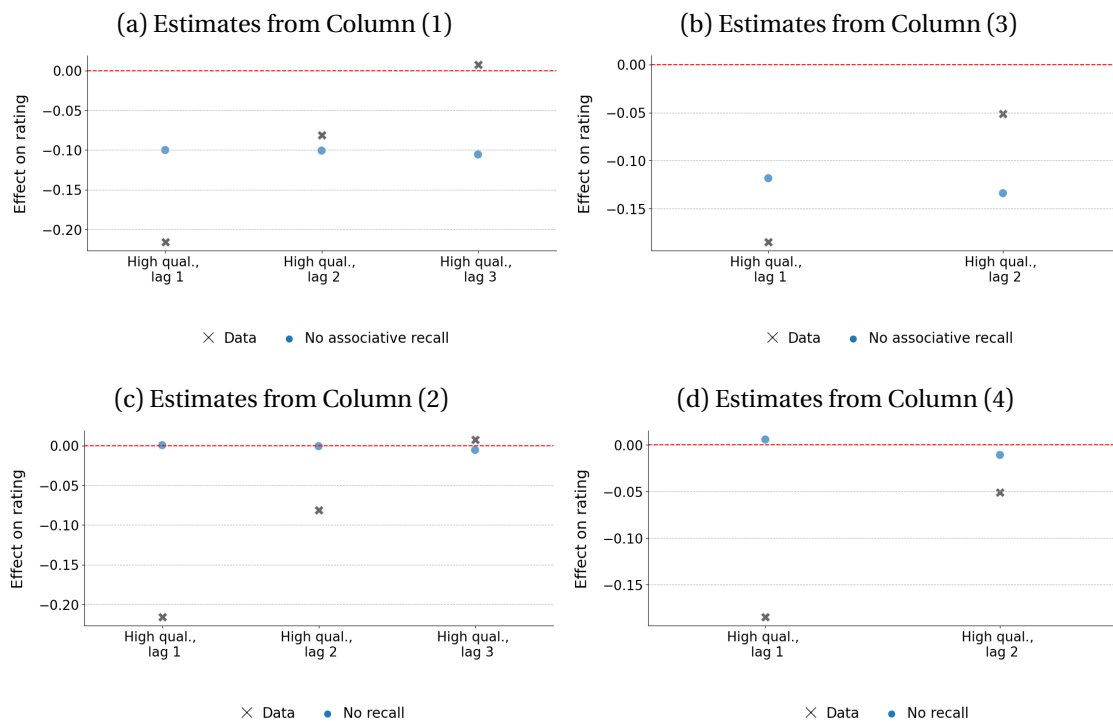 (a) Estimates from Column (1)
0.00
−0.05
−0.10
−0.15
−0.20
Effect on rating
High qual.,
lag 1
High qual.,
lag 2
High qual.,
lag 3
Data
No associative recall
(b) Estimates from Column (3)
0.00
−0.05
−0.10
−0.15
Effect on rating
High qual.,
lag 1
High qual.,
lag 2
Data
No associative recall
(c) Estimates from Column (2)
0.00
−0.05
−0.10
−0.15
−0.20
Effect on rating
High qual.,
lag 1
High qual.,
lag 2
High qual.,
lag 3
Data
No recall
(d) Estimates from Column (4)
0.00
−0.05
−0.10
−0.15
Effect on rating
High qual.,
lag 1
High qual.,
lag 2
Data
No recall